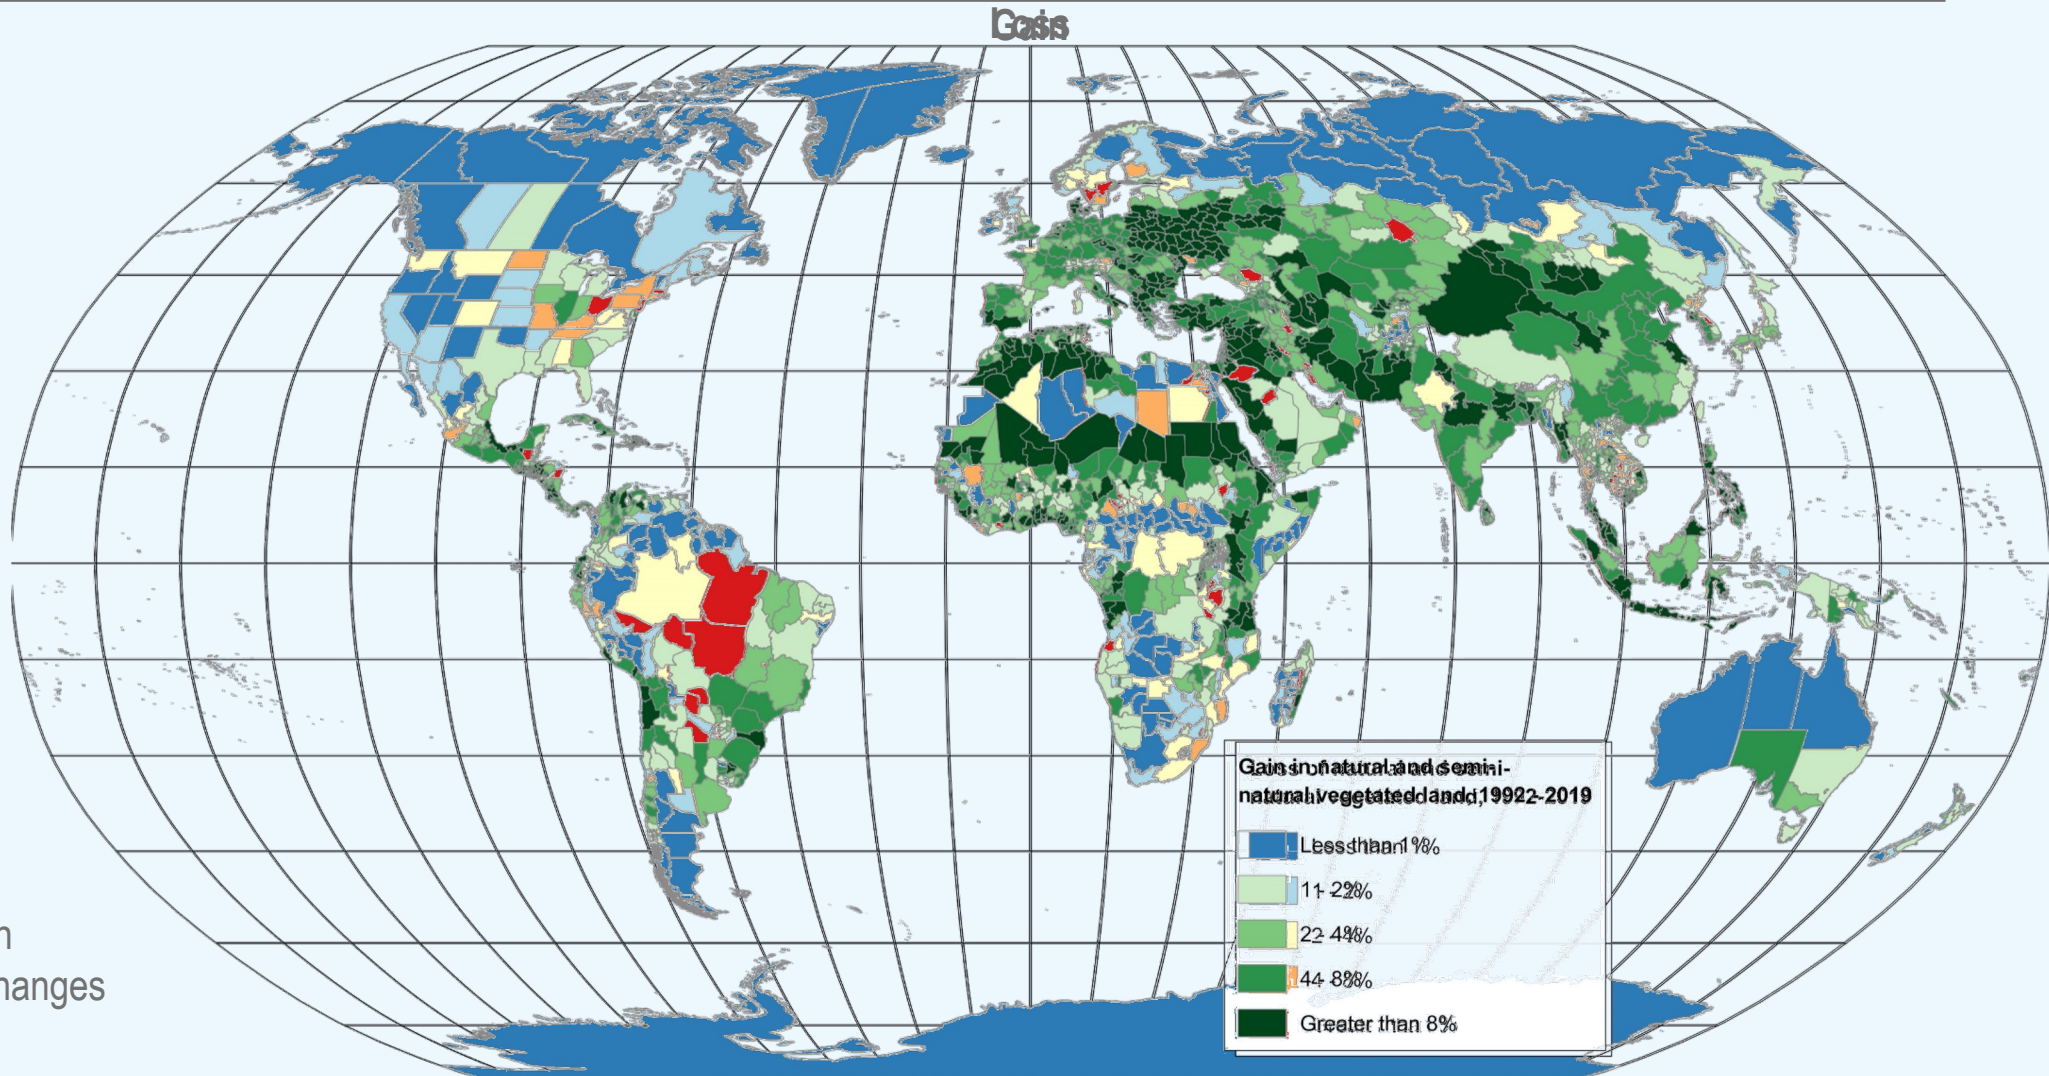 Gain
Gain in natural and semi-
natural vegetated land, 1992-2019
Less than 1%
1 - 2%
2 - 4%
4 - 8%
Greater than 8%
n
hanges